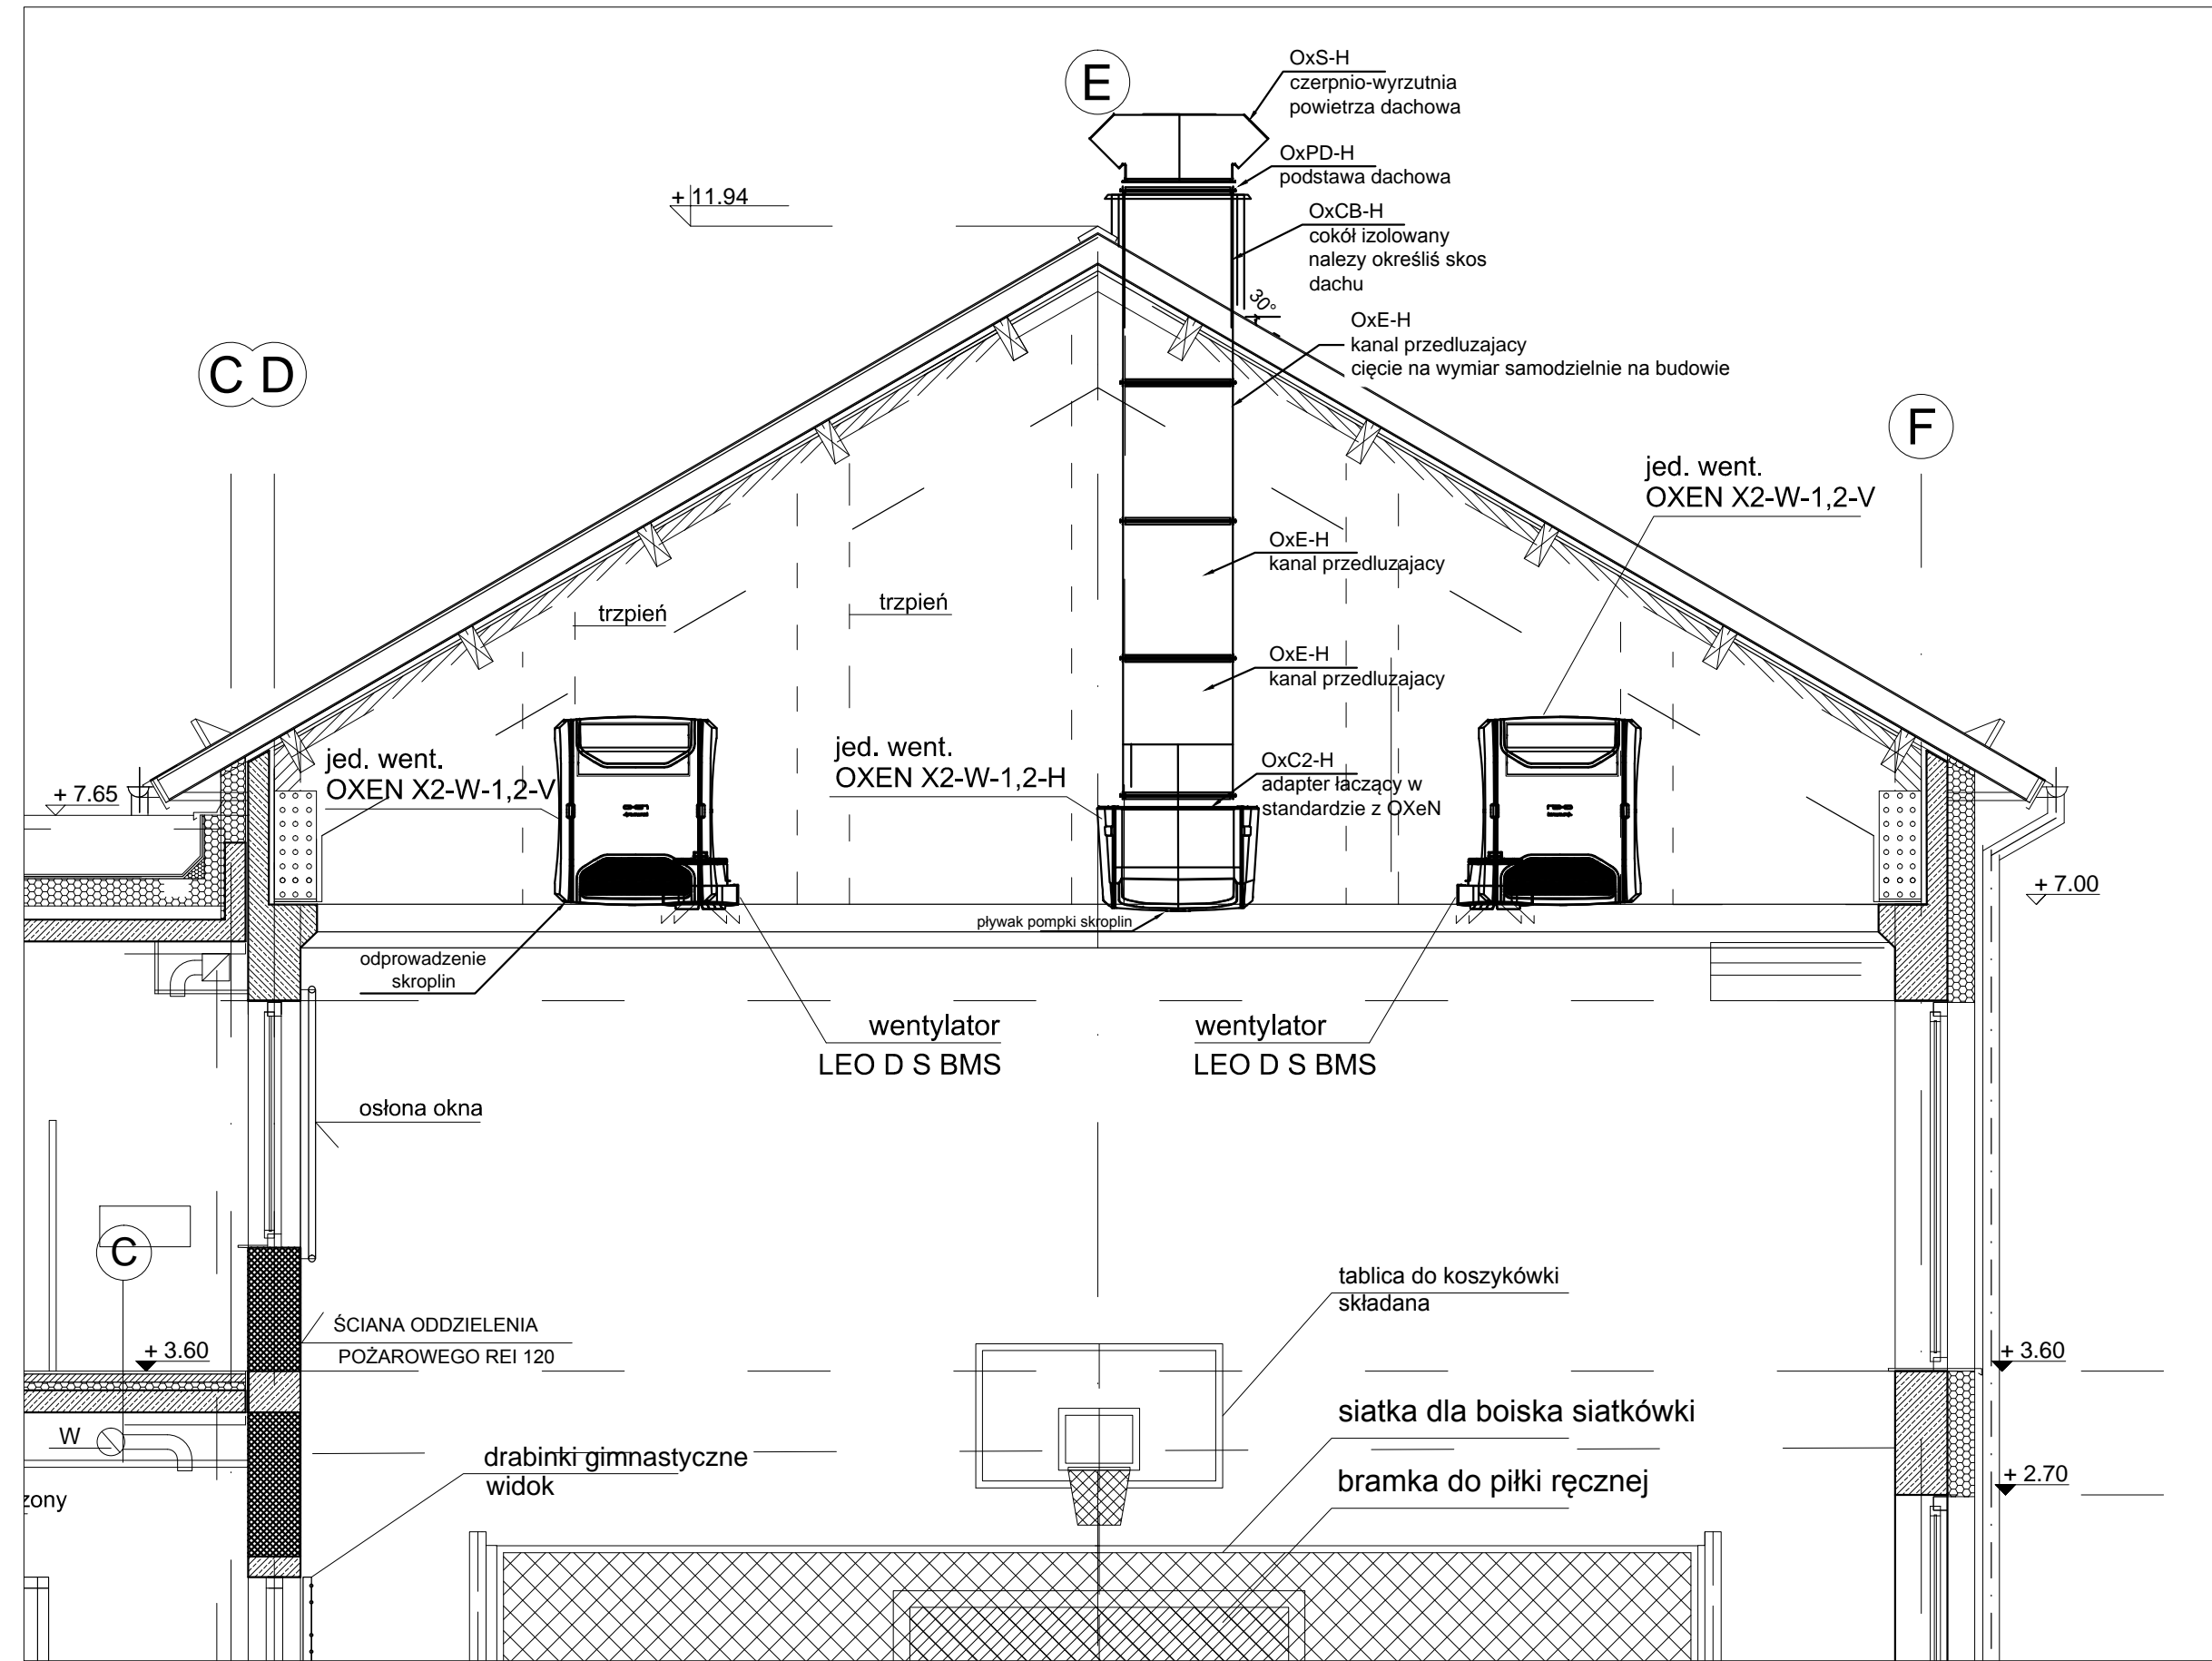 E
OxS-H
czerpnio-wyrzutnia
powietrza dachowa
OxPD-H
podstawa dachowa
+ 11.94
OxCB-H
cokół izolowany
nalezy określiś skos
dachu
30°
OxE-H
kanal przedluzajacy
cięcie na wymiar samodzielnie na budowie
C D
F
jed. went.
OXEN X2-W-1,2-V
OxE-H
kanal przedluzajacy
trzpień
trzpień
OxE-H
kanal przedluzajacy
jed. went.
OXEN X2-W-1,2-V
jed. went.
OXEN X2-W-1,2-H
OxC2-H
adapter łaczący w
standardzie z OXeN
+ 7.65
+ 7.00
pływak pompki skroplin
odprowadzenie
skroplin
wentylator
LEO D S BMS
wentylator
LEO D S BMS
osłona okna
C
tablica do koszykówki
składana
ŚCIANA ODDZIELENIA
POŻAROWEGO REI 120
+ 3.60
+ 3.60
siatka dla boiska siatkówki
W
drabinki gimnastyczne
widok
bramka do piłki ręcznej
+ 2.70
zony